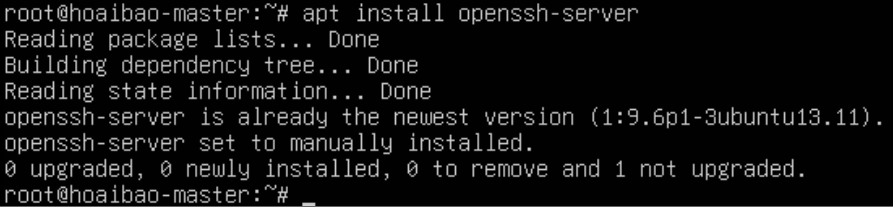 root@hoaibao-master:~# apt install openssh-server
Reading package lists... Done
Building dependency tree... Done
Reading state information... Done
openssh-server is already the newest version (1:9.6p1-3ubuntu13.11).
openssh-server set to manually installed.
0 upgraded, 0 newly installed, 0 to remove and 1 not upgraded.
root@hoaibao-master:~# _